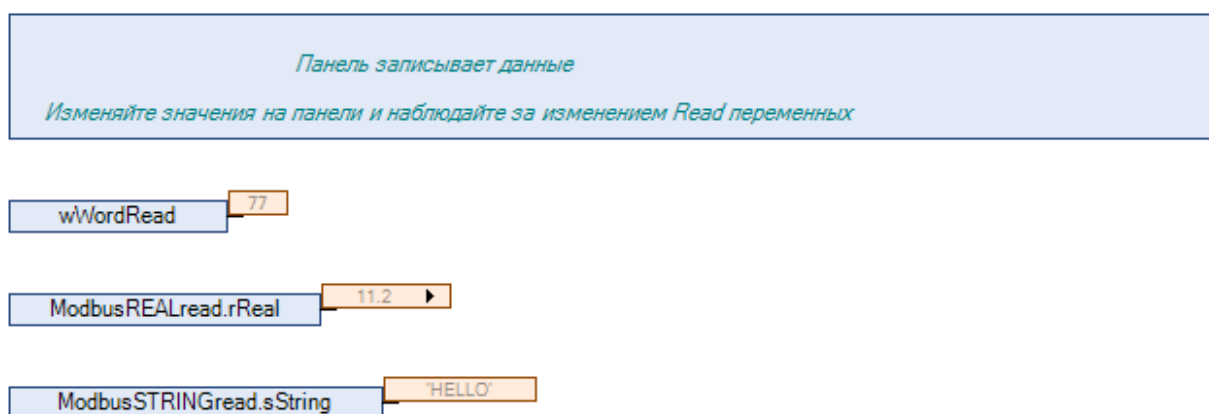 Панель записывает данные
Изменяйте значения на панели и наблюдайте за изменением Read переменных
wWordRead
77
ModbusREALread.rReal
11.2
ModbusSTRINGread.sString
'HELLO'